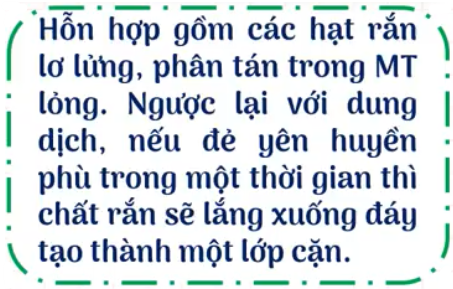 Hỗn hợp gồm các hạt rắn
lơ lửng, phân tán trong MT
lỏng. Ngược lại với dung
dịch, nếu đẻ yên huyền
phù trong một thời gian thì
chất rắn sẽ lắng xuống đáy
tạo thành một lớp cặn.